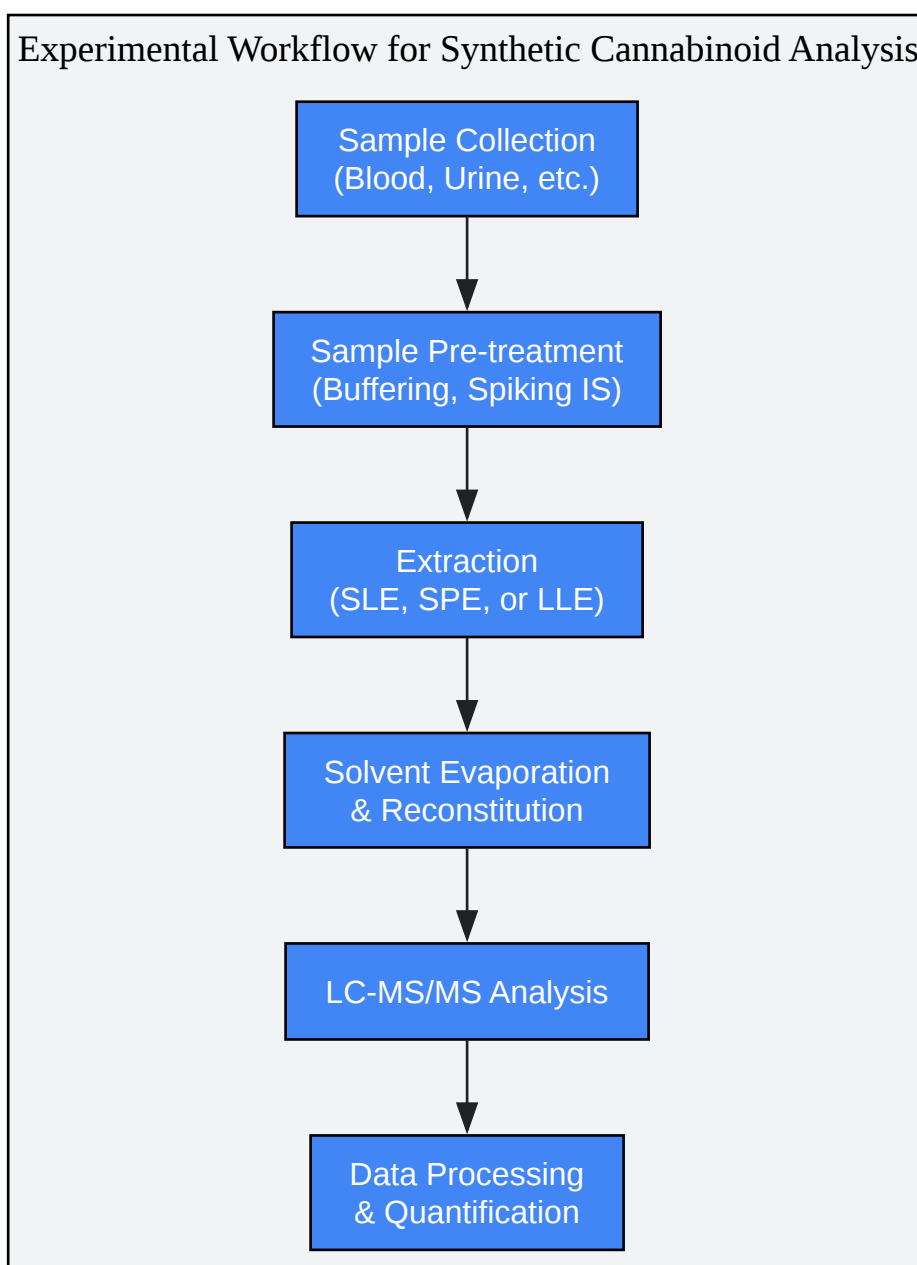 Experimental Workflow for Synthetic Cannabinoid Analysis
Sample Collection
(Blood, Urine, etc.)
Sample Pre-treatment
(Buffering, Spiking IS)
Extraction
(SLE, SPE, or LLE)
Solvent Evaporation
& Reconstitution
LC-MS/MS Analysis
Data Processing
& Quantification